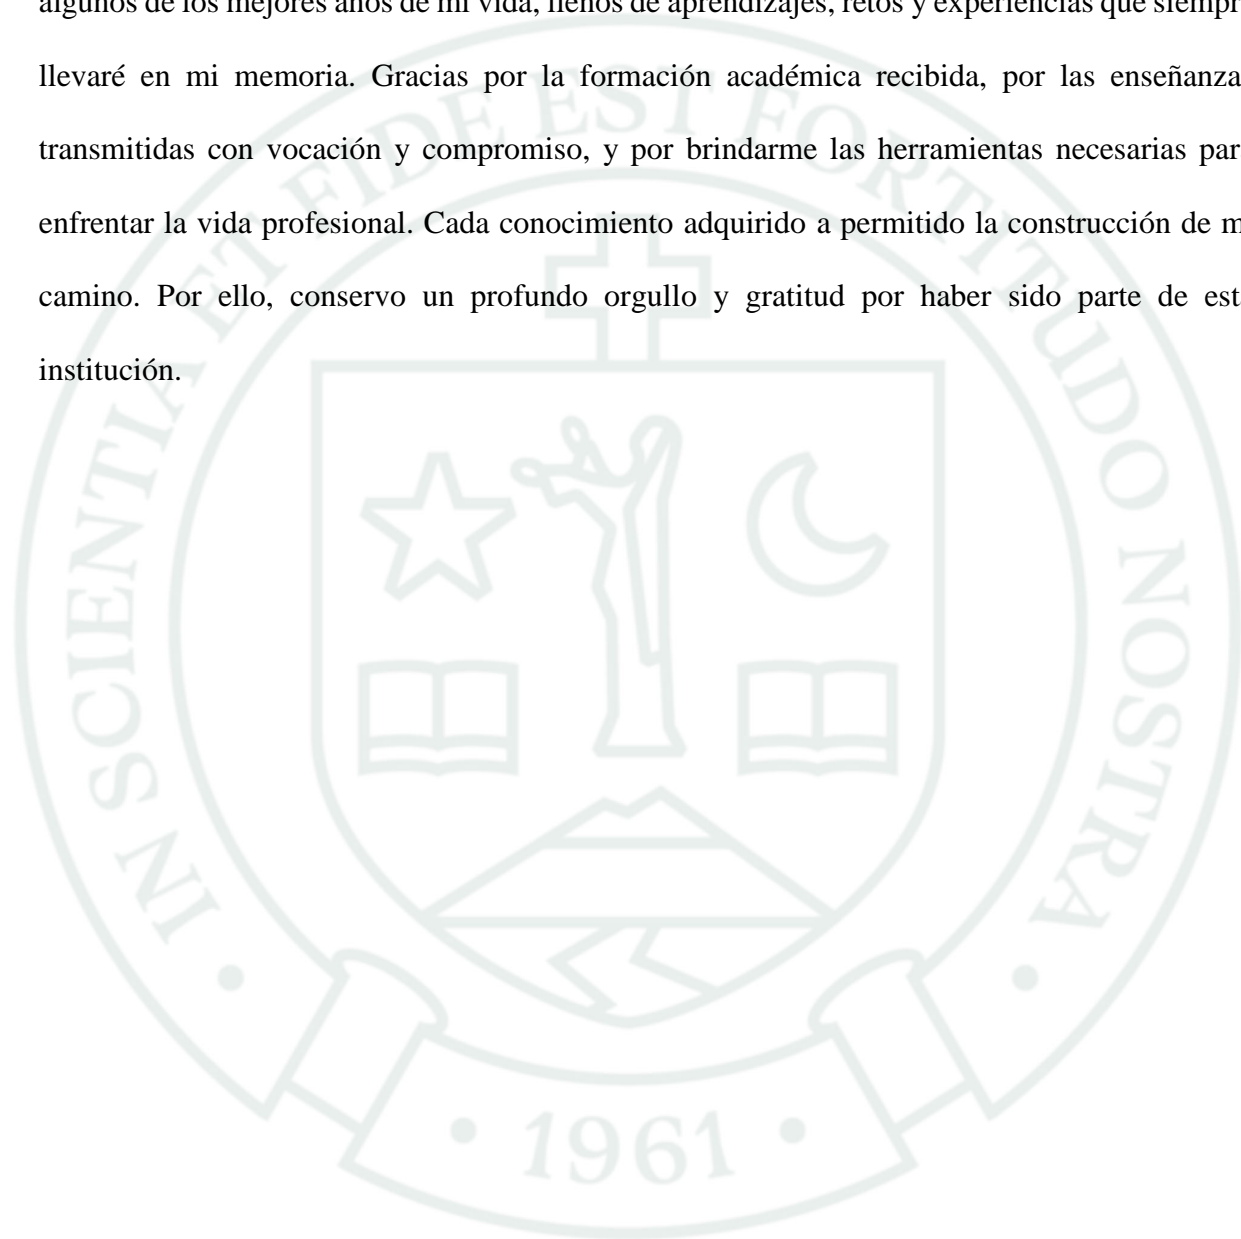 algunos de los mejores años de mi vida, llenos de aprendizajes, retos y experiencias que siempr
llevaré en mi memoria. Gracias por la formación académica recibida, por las enseñanza
transmitidas con vocación y compromiso, y por brindarme las herramientas necesarias par
enfrentar la vida profesional. Cada conocimiento adquirido a permitido la construcción de m
camino. Por ello, conservo un profundo orgullo y gratitud por haber sido parte de est
institución.
IN SCIENTIA ET FIDE EST FORTITUDO NOSTRA
• 1961 •